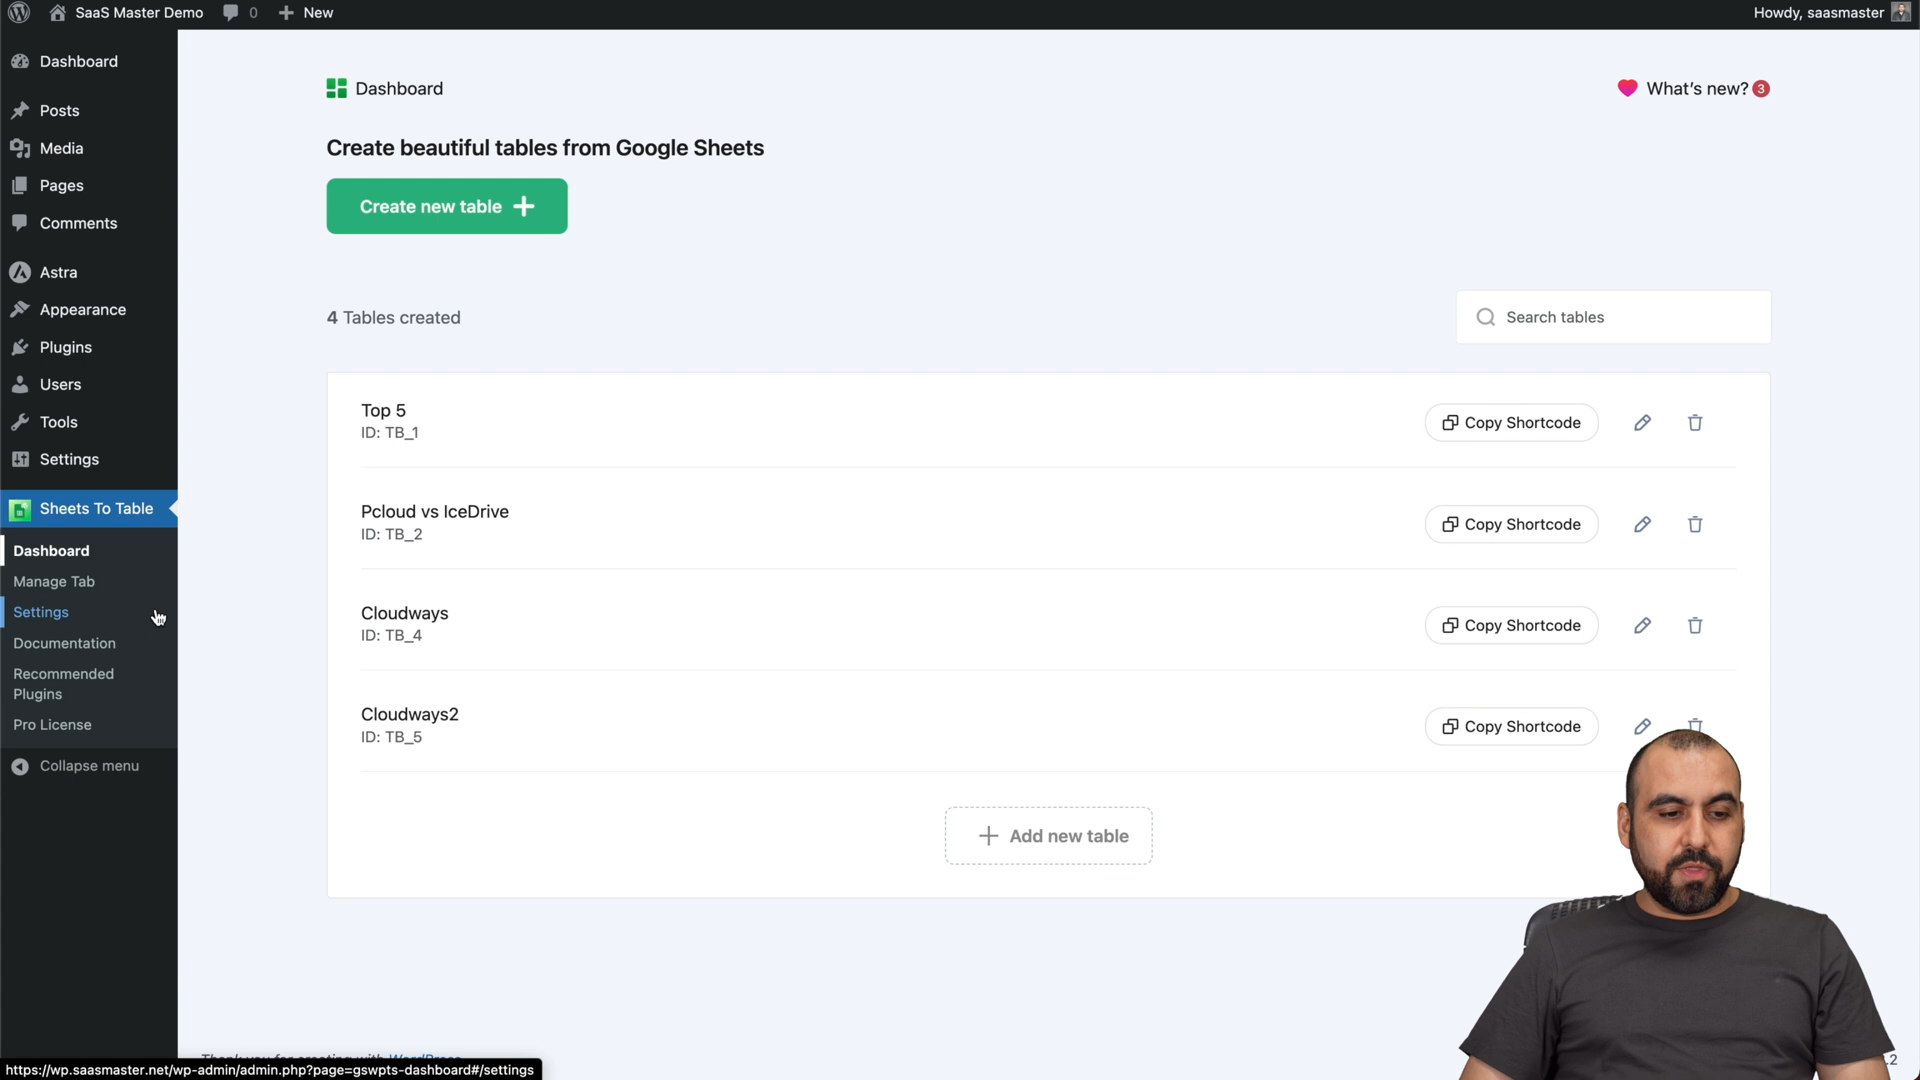 SaaS Master Demo
0
New
Howdy, saasmaster
Dashboard
Posts
Media
Pages
Comments
Astra
Appearance
Plugins
Users
Tools
Settings
Sheets To Table
Dashboard
Manage Tab
Settings
Documentation
Recommended
Plugins
Pro License
Collapse menu
Dashboard
What's new? 3
Create beautiful tables from Google Sheets
Create new table
4 Tables created
Search tables
Top 5
ID: TB_1
Copy Shortcode
Pcloud vs IceDrive
ID: TB_2
Copy Shortcode
Cloudways
ID: TB_4
Copy Shortcode
Cloudways2
ID: TB_5
Copy Shortcode
Add new table
Thank you for creating with WordPress
.2
https://wp.saasmaster.net/wp-admin/admin.php?page=gswpts-dashboard#/settings